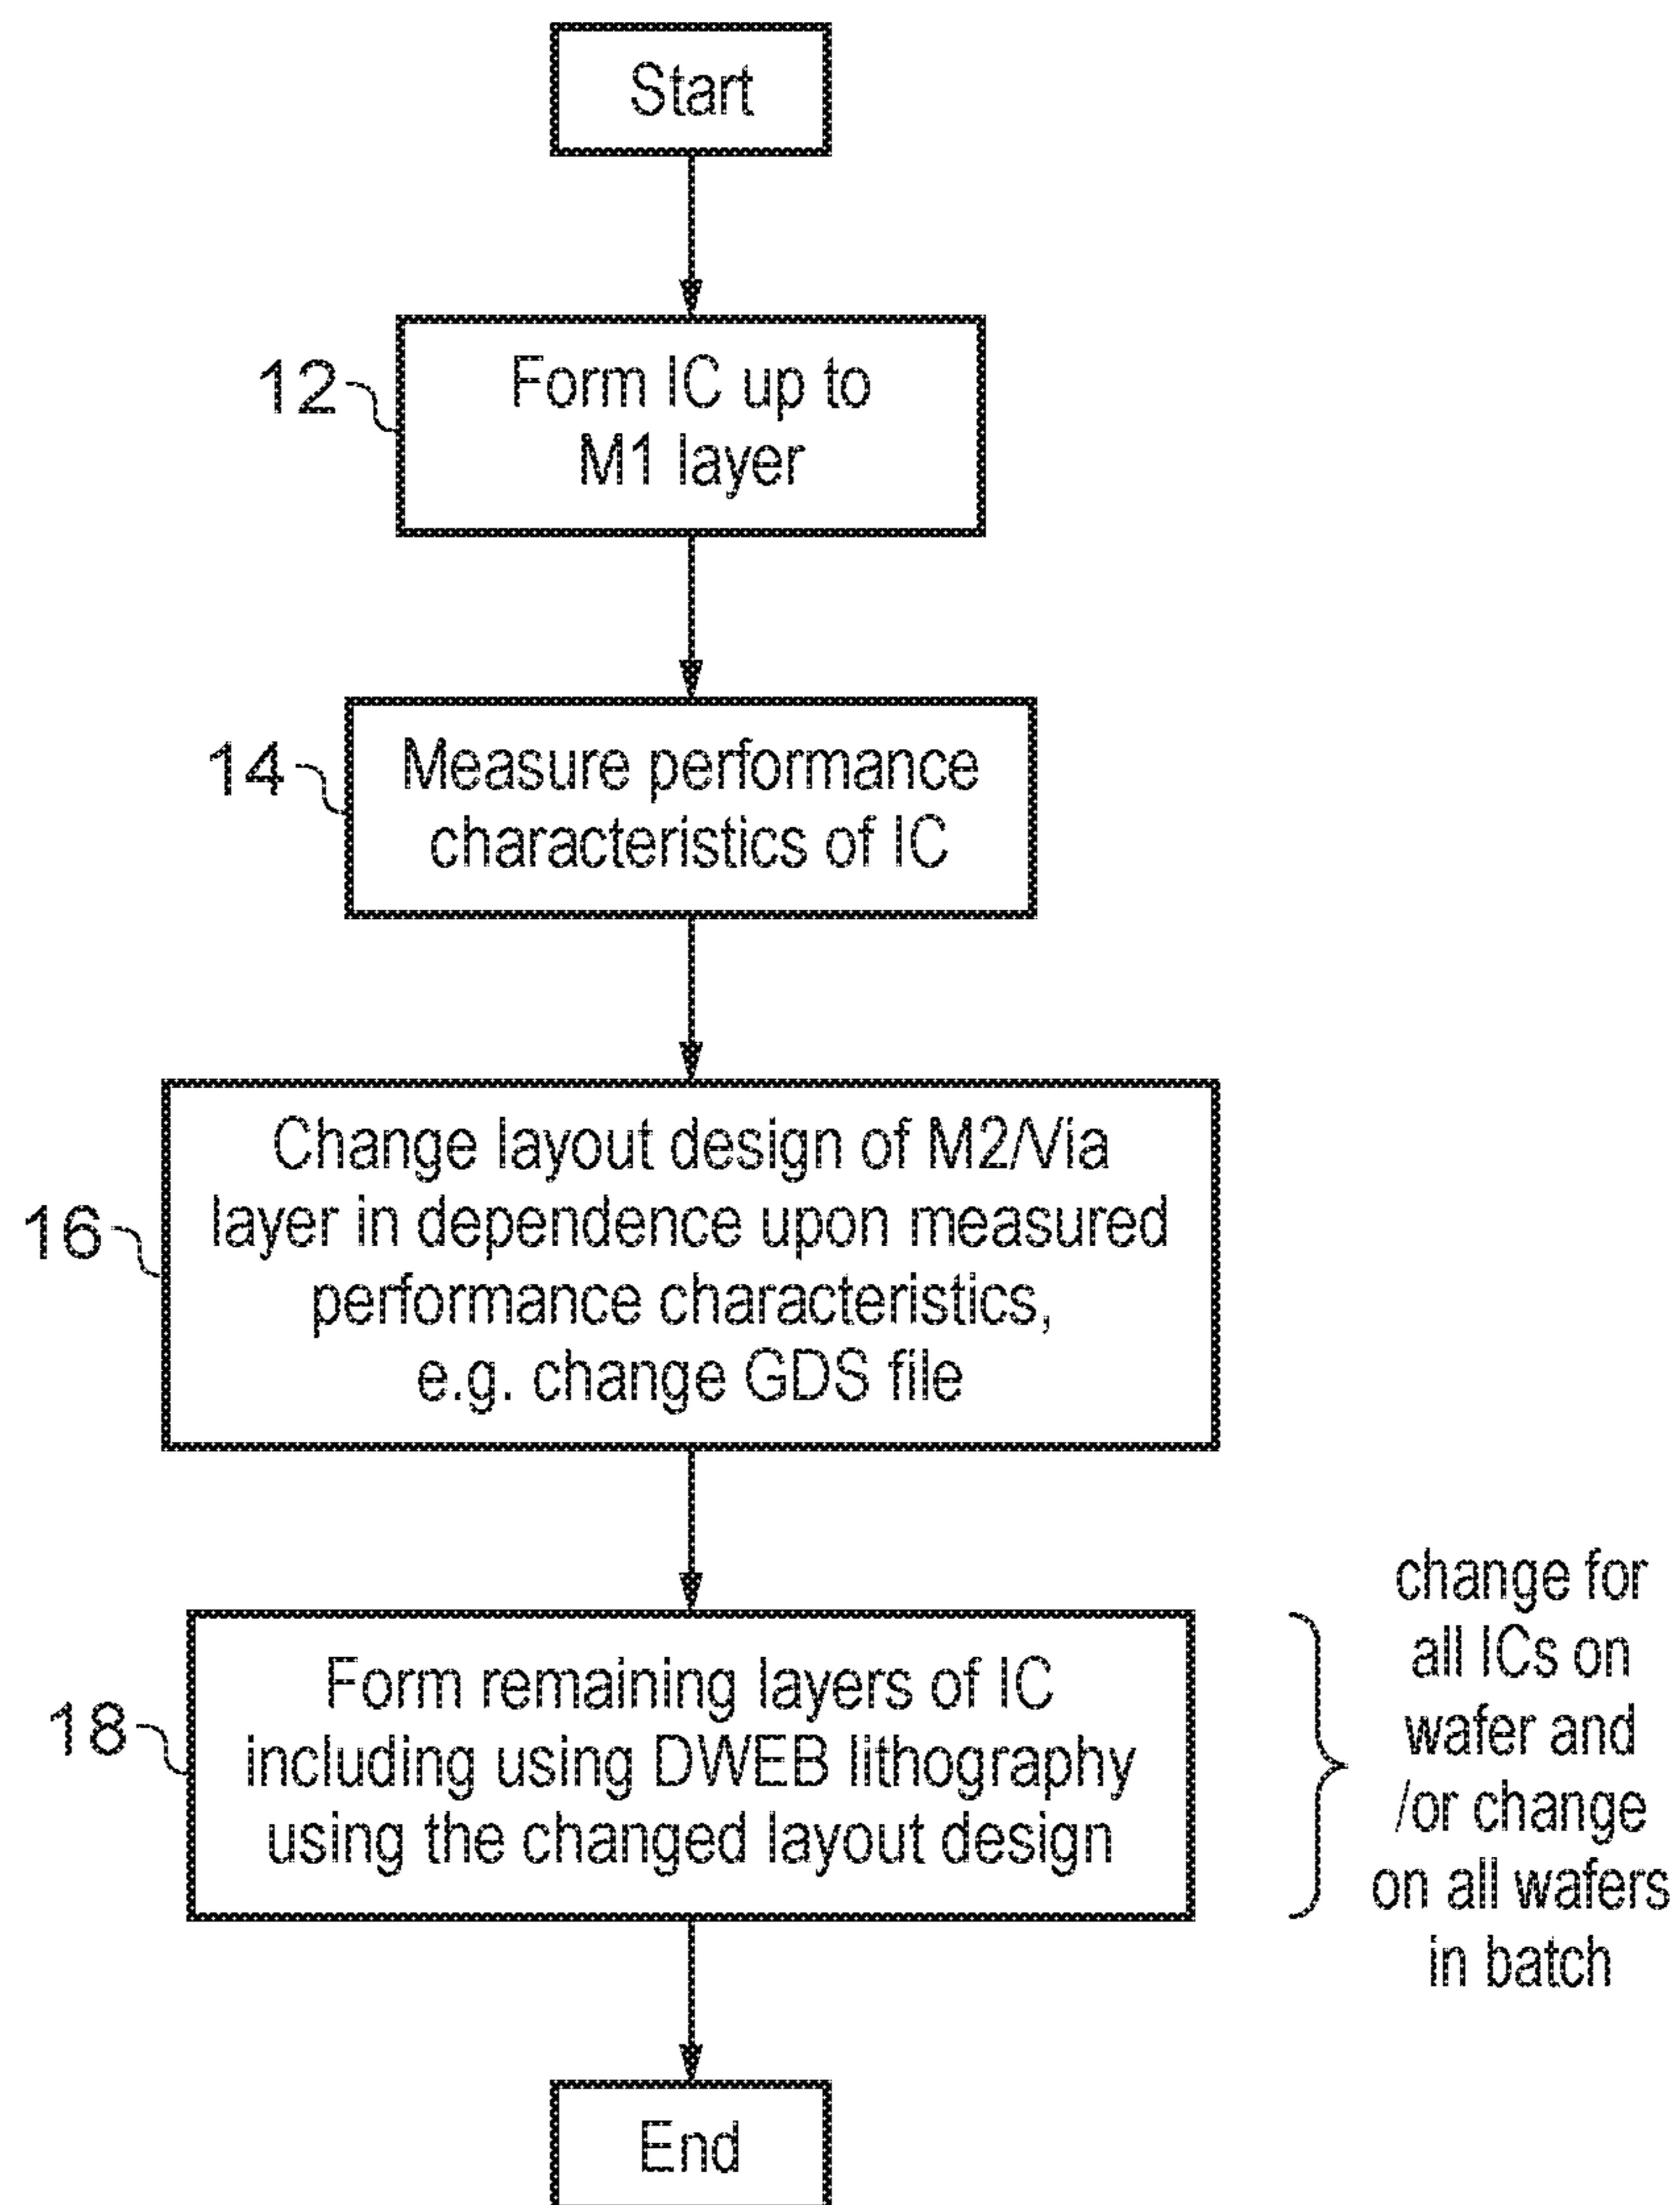 Start
12
Form IC up to
M1 layer
14
Measure performance
characteristics of IC
16
Change layout design of M2/Via
layer in dependence upon measured
performance characteristics,
e.g. change GDS file
18
Form remaining layers of IC
including using DWEB lithography
using the changed layout design
change for
all ICs on
wafer and
/or change
on all wafers
in batch
End